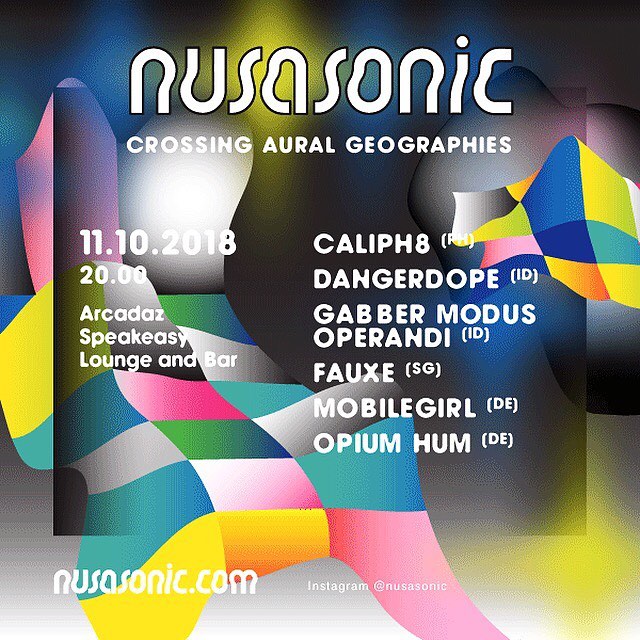 nusasonic
CROSSING AURAL GEOGRAPHIES
11.10.2018
20.00
Arcadaz
Speakeasy
Lounge and Bar
CALIPH8 (PH)
DANGERDOPE (ID)
GABBER MODUS
OPERANDI (ID)
FAUXE (SG)
MOBILEGIRL (DE)
OPIUM HUM (DE)
nusasonic.com
Instagram @nusasonic